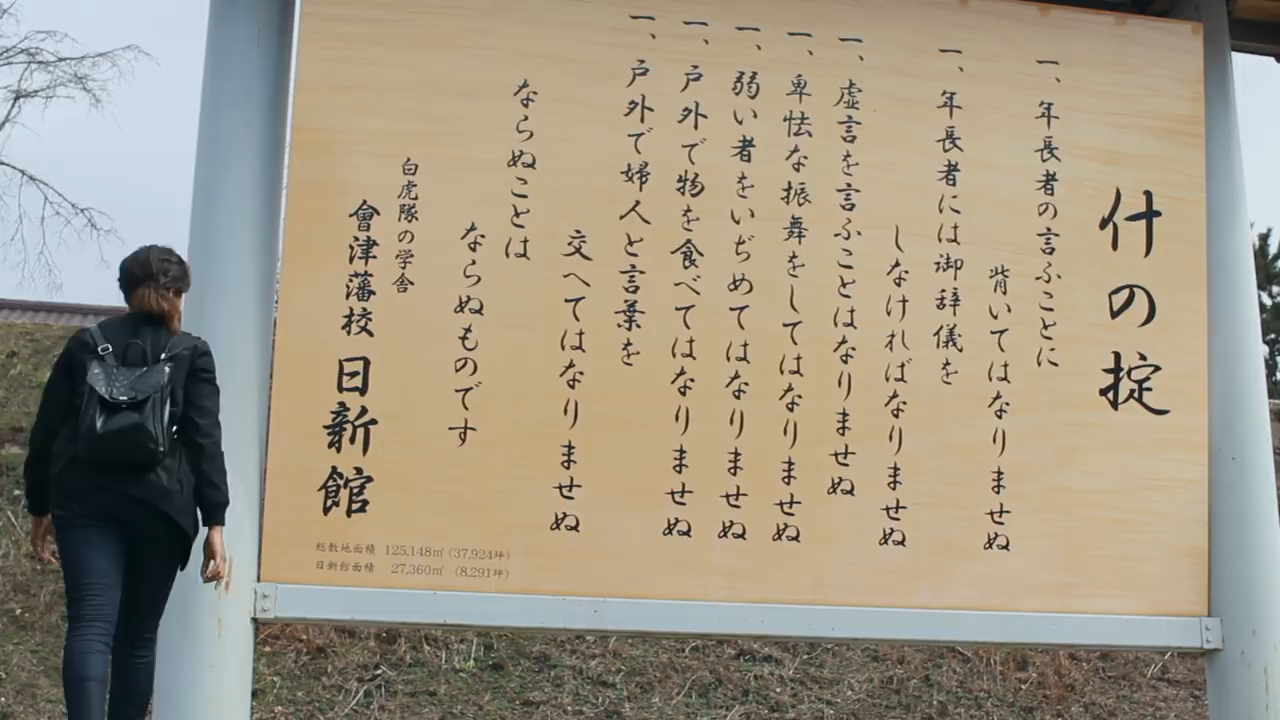 什の掟
一、年長者の言ふことに
背いてはなりませぬ
一、年長者には御辞儀を
しなければなりませぬ
一、虚言を言ふことはなりませぬ
一、卑怯な振舞をしてはなりませぬ
一、弱い者をいぢめてはなりませぬ
一、戸外で物を食べてはなりませぬ
一、戸外で婦人と言葉を
交へてはなりませぬ
ならぬことは
ならぬものです
白虎隊の学舎
會津藩校 日新館
総敷地面積 125,148㎡ (37,924坪)
日新館面積 27,360㎡ (8,291坪)